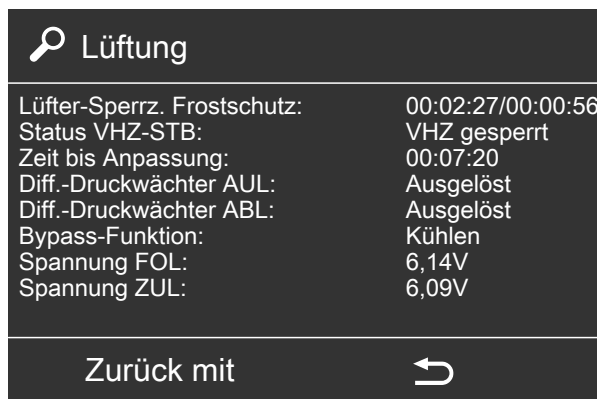 Lüftung
Lüfter-Sperrz. Frostschutz: 00:02:27/00:00:56
Status VHZ-STB: VHZ gesperrt
Zeit bis Anpassung: 00:07:20
Diff.-Druckwächter AUL: Ausgelöst
Diff.-Druckwächter ABL: Ausgelöst
Bypass-Funktion: Kühlen
Spannung FOL: 6,14V
Spannung ZUL: 6,09V
Zurück mit